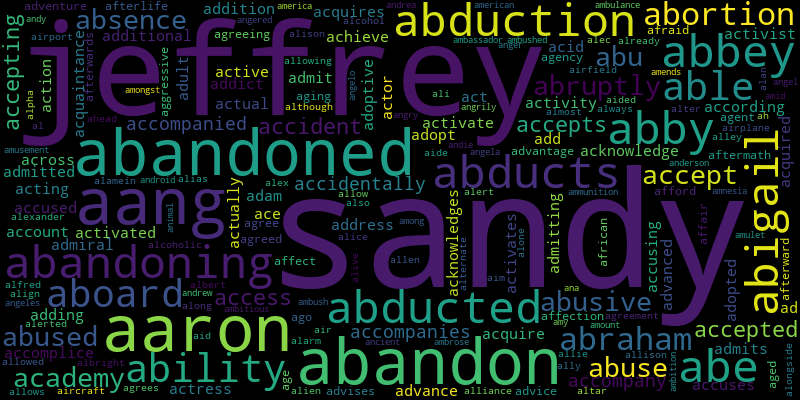 adventure afterlife absence addition acquires america andrea american ambulance abortion
andy angered alcohol abduction afraid
airport afterwards additional agreeing alison achieve acid alec already activist
accepting action acquaintance jeffrey allowing admit abu ambassador ambushed abbey
alpha aggressive adult active aging adoptive actor anger agency airfield amends
amongst addict although angelo ali act abruptly able alan angel
al ahead actual angry angrily activity almost always aided alter according amid
accompanied accident activate accepts add abby agent ah airplane
abandoned adopt aide andie angela advantage acknowledge alley aftermath acquired
amusement across alamein android alias alex accidentally abducts accept anderson
admitted acting aang animal adam allow also alert among ammunition afford amnesia abigail
alexander accused actually ace address sandy acknowledges admitting african affair
account activated agree alice alternate activates alone accusing advanced amulet
admiral alcoholic agreed alive afterward
abandoning affect allen aim ana adopted
alfred align albert access abducted abusive ad
angeles aboard andrew along ambitious ago ambush affection agreement accepted
adding aaron aid air accompanies acquire amy amount abraham admits
abused alerted alarm ancient ambrose allie allison alongside
accomplice albright ability age abandon ally abuse ambition abe aged
allowed academy agrees actress alien advises advance alliance advice altar accompany accuses
allows aircraft